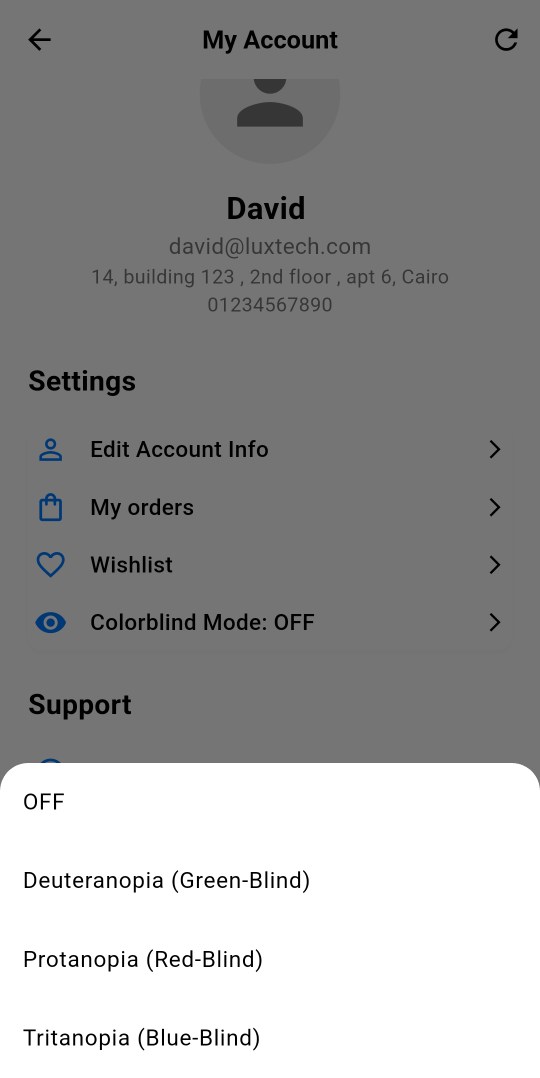 My Account
David
david@luxtech.com
14, building 123 , 2nd floor , apt 6, Cairo
01234567890
Settings
Edit Account Info
My orders
Wishlist
Colorblind Mode: OFF
Support
OFF
Deuteranopia (Green-Blind)
Protanopia (Red-Blind)
Tritanopia (Blue-Blind)